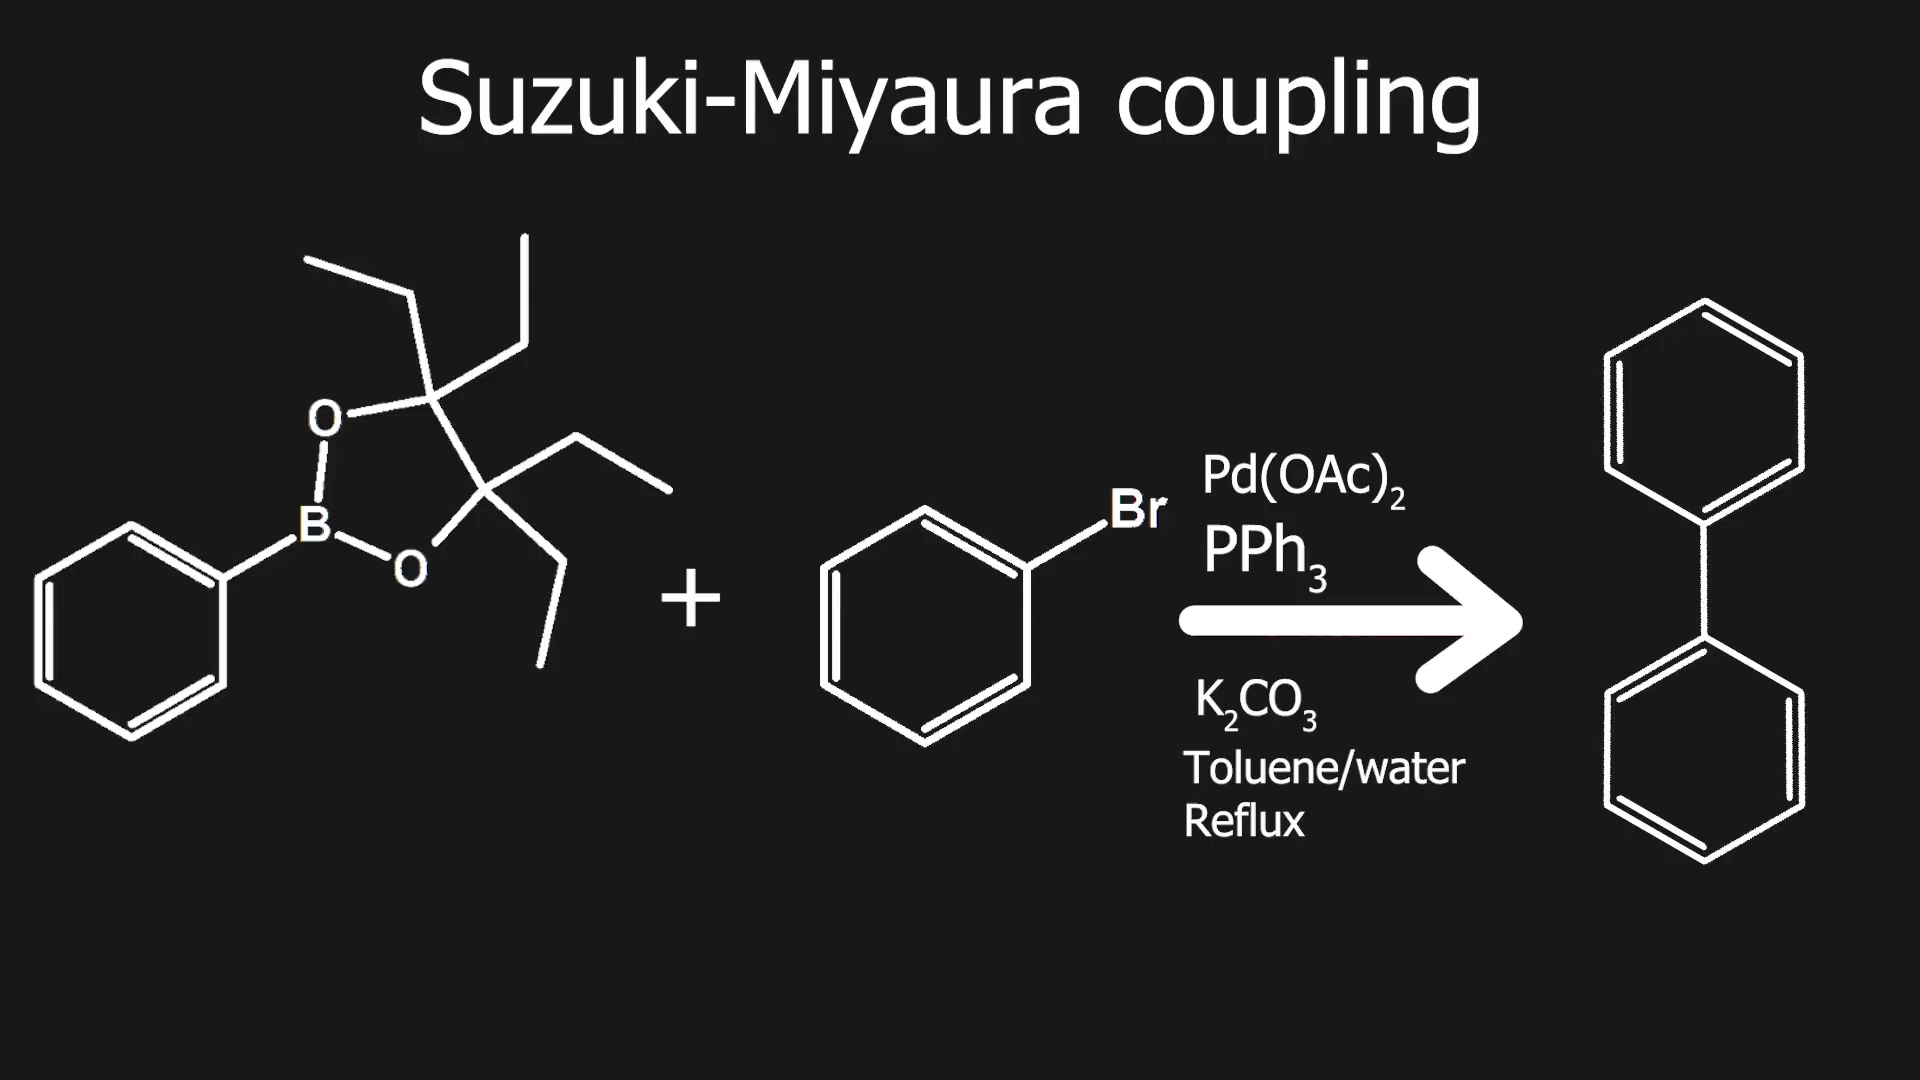 Suzuki-Miyaura coupling
O
B
O
+
Br
Pd(OAc)₂
PPh₃
K₂CO₃
Toluene/water
Reflux